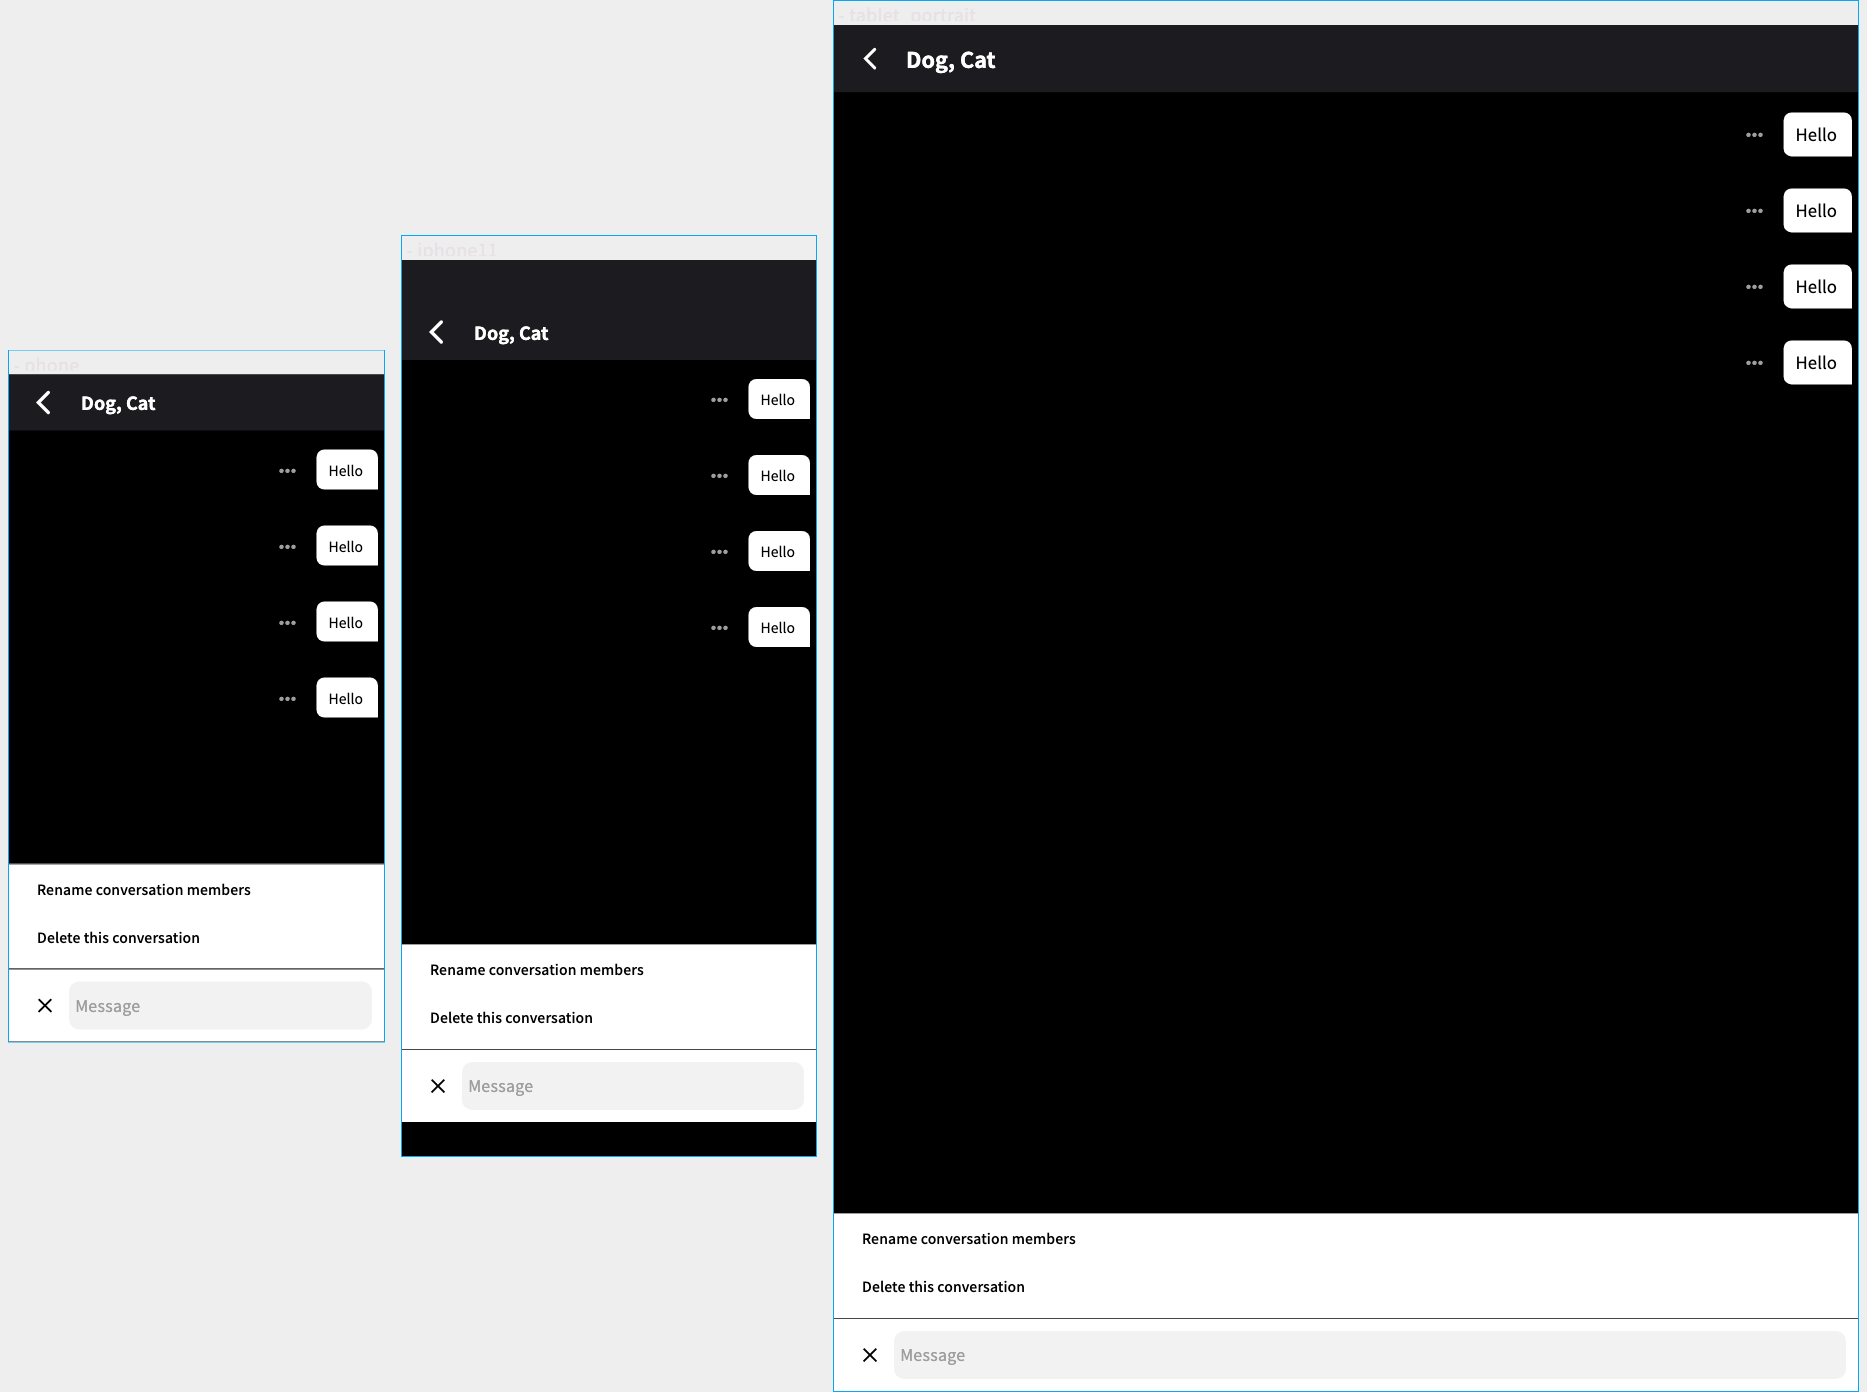 - phone
Dog, Cat
Hello
Hello
Hello
Hello
Rename conversation members
Delete this conversation
Message
- iphone11
Dog, Cat
Hello
Hello
Hello
Hello
Rename conversation members
Delete this conversation
Message
- tablet_portrait
Dog, Cat
Hello
Hello
Hello
Hello
Rename conversation members
Delete this conversation
Message